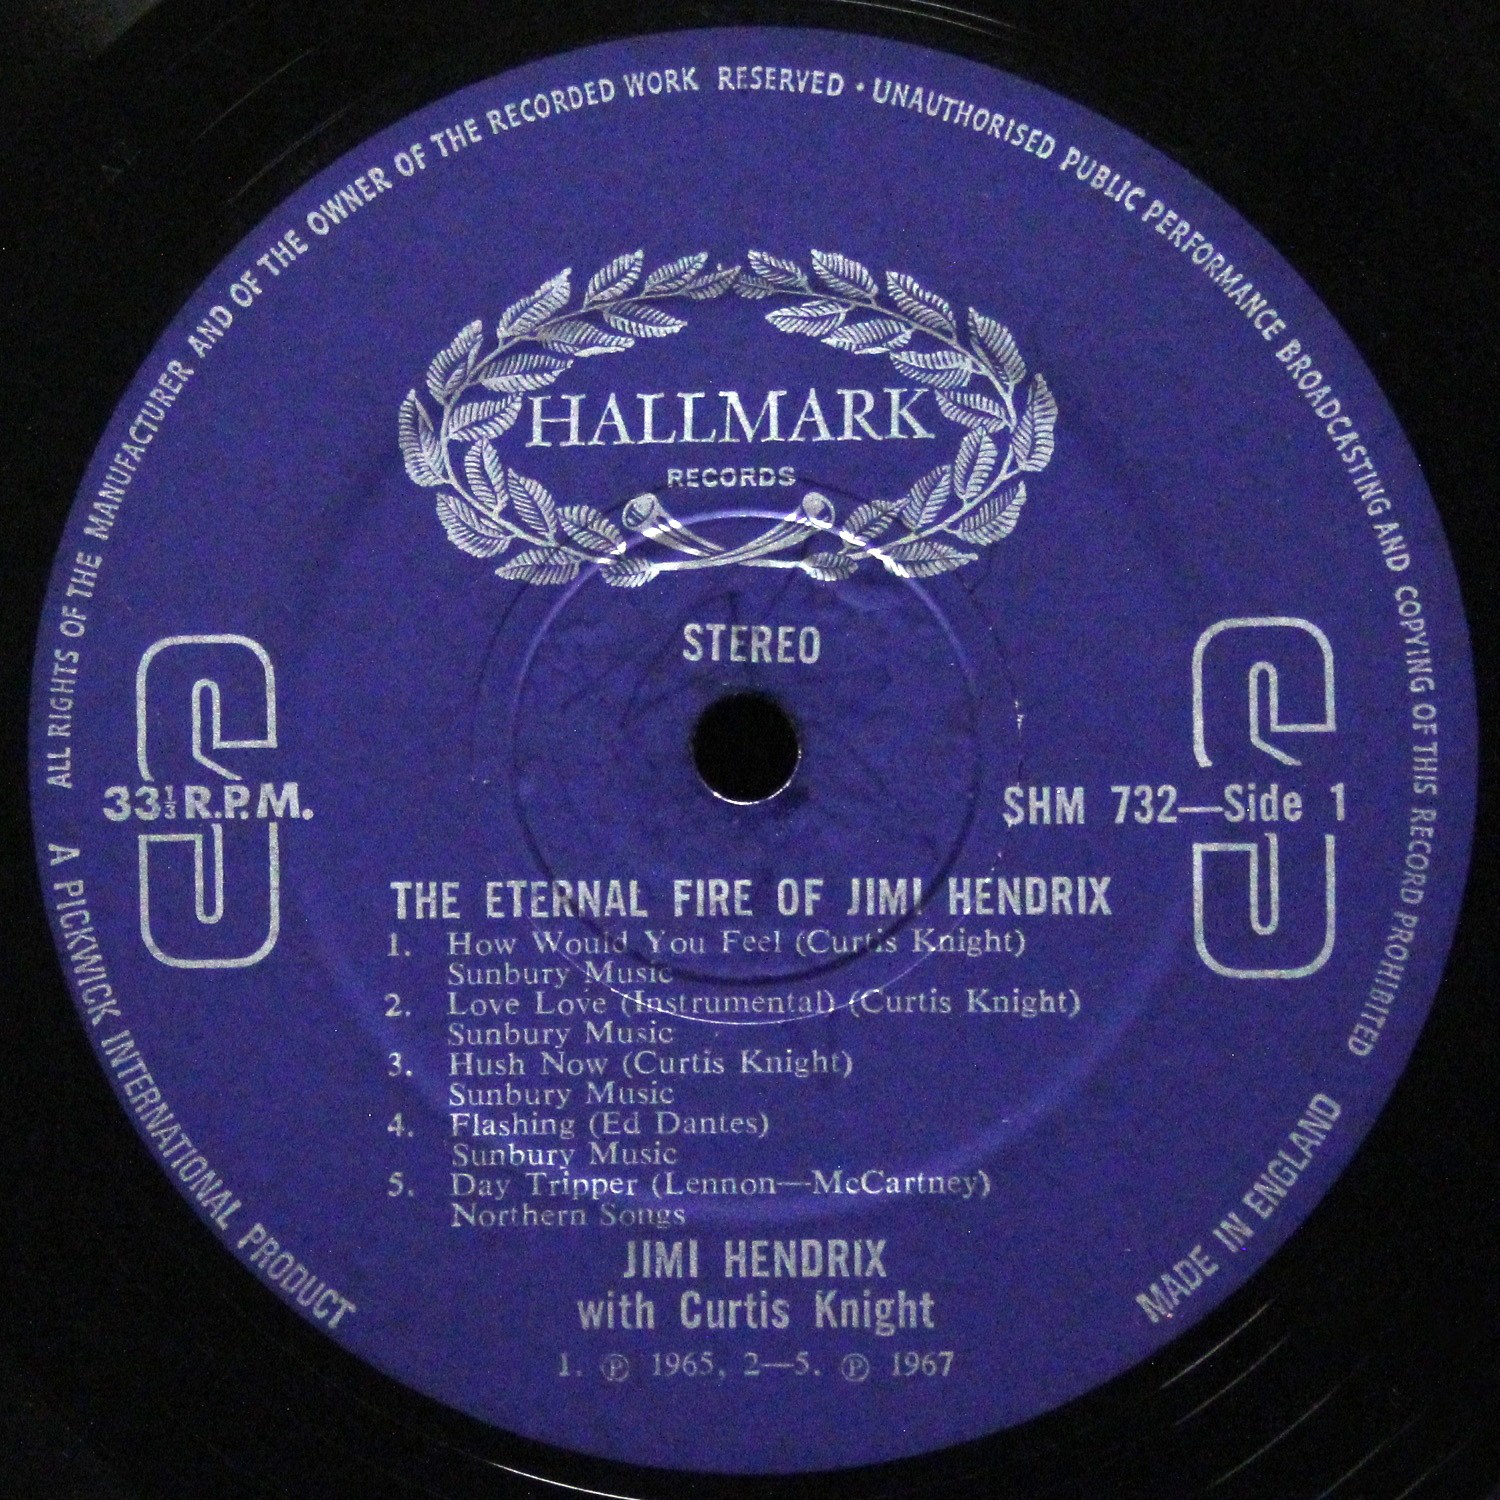 ALL RIGHTS OF THE MANUFACTURER AND OF THE OWNER OF THE RECORDED WORK RESERVED • UNAUTHORISED PUBLIC PERFORMANCE BROADCASTING AND COPYING OF THIS RECORD PROHIBITED
HALLMARK
RECORDS
STEREO
S
S
33⅓ R.P.M.
SHM 732—Side 1
THE ETERNAL FIRE OF JIMI HENDRIX
1. How Would You Feel (Curtis Knight)
Sunbury Music
2. Love Love (Instrumental) (Curtis Knight)
Sunbury Music
3. Hush Now (Curtis Knight)
Sunbury Music
4. Flashing (Ed Dantes)
Sunbury Music
5. Day Tripper (Lennon—McCartney)
Northern Songs
JIMI HENDRIX
with Curtis Knight
1. ℗ 1965, 2—5. ℗ 1967
A PICKWICK INTERNATIONAL PRODUCT
MADE IN ENGLAND